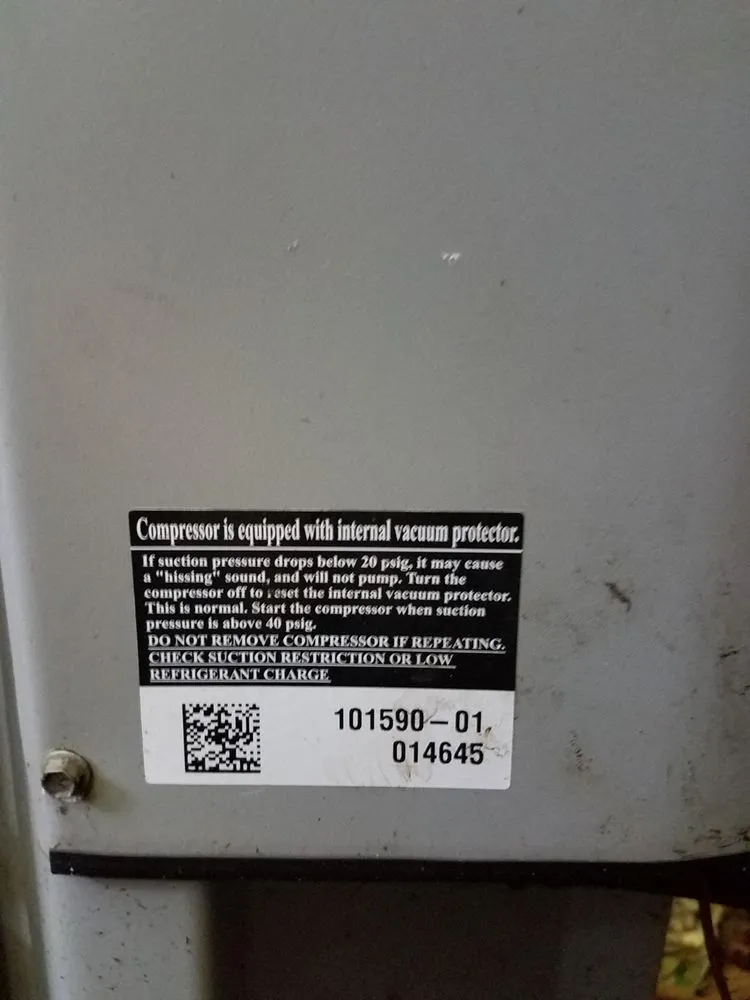 Compressor is equipped with internal vacuum protector.
If suction pressure drops below 20 psig, it may cause
a "hissing" sound, and will not pump. Turn the
compressor off to reset the internal vacuum protector.
This is normal. Start the compressor when suction
pressure is above 40 psig.
DO NOT REMOVE COMPRESSOR IF REPEATING.
CHECK SUCTION RESTRICTION OR LOW
REFRIGERANT CHARGE
101590-01
014645